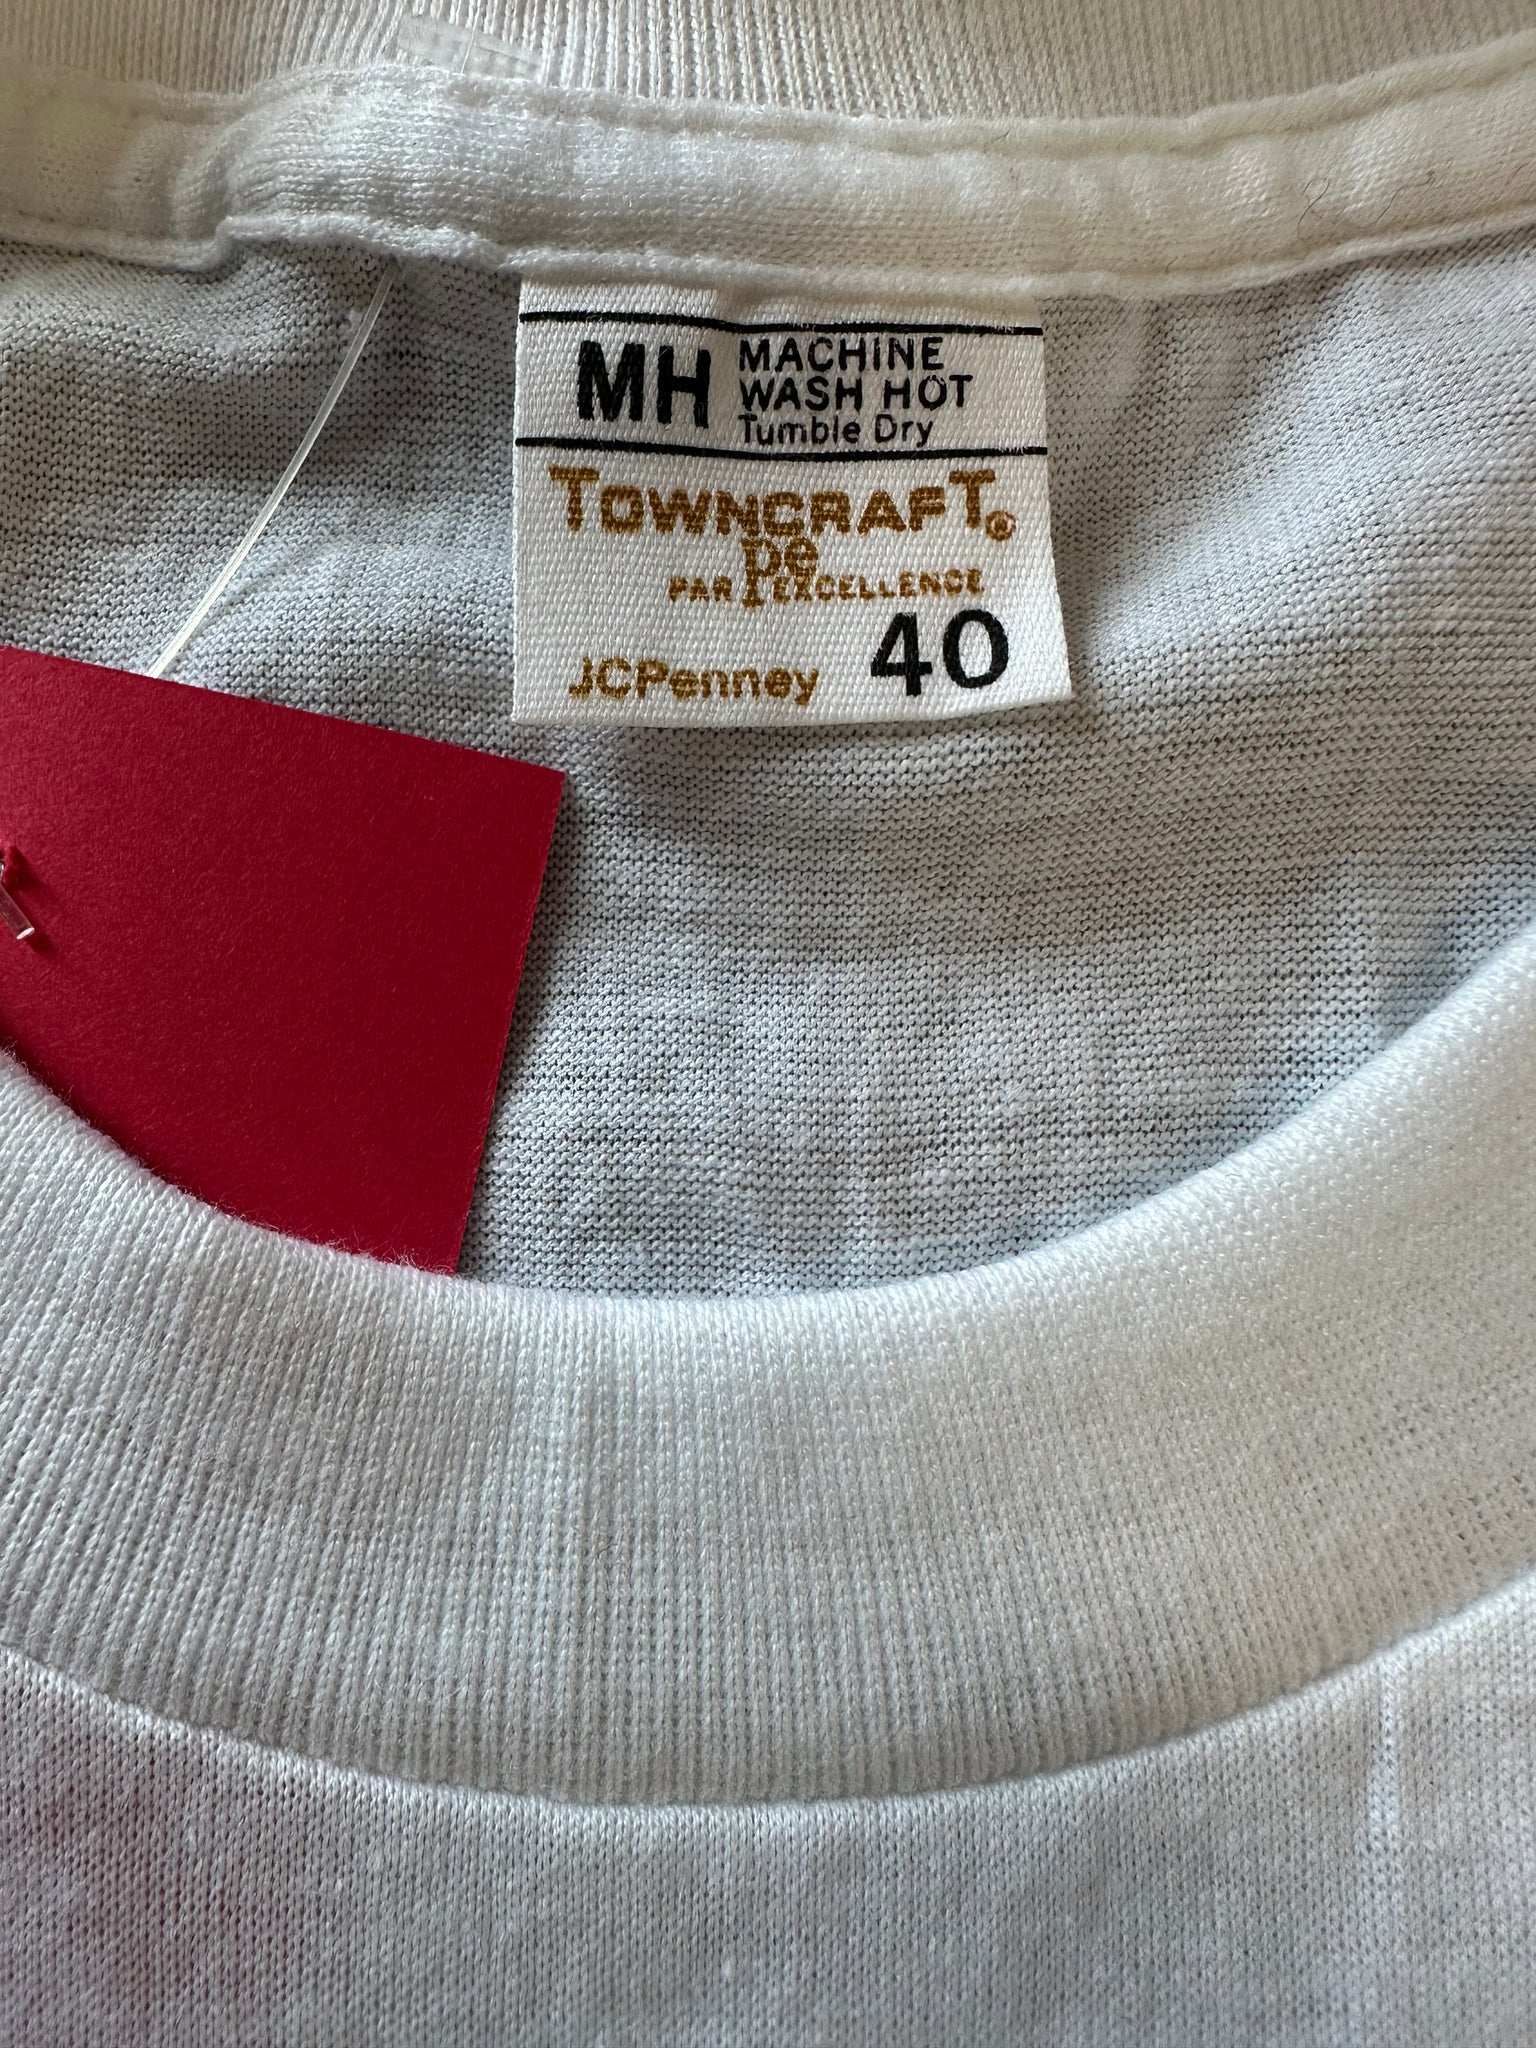 MH MACHINE
WASH HOT
Tumble Dry
TOWNCRAFT®
pe
PAR EXCELLENCE
40
JCPenney